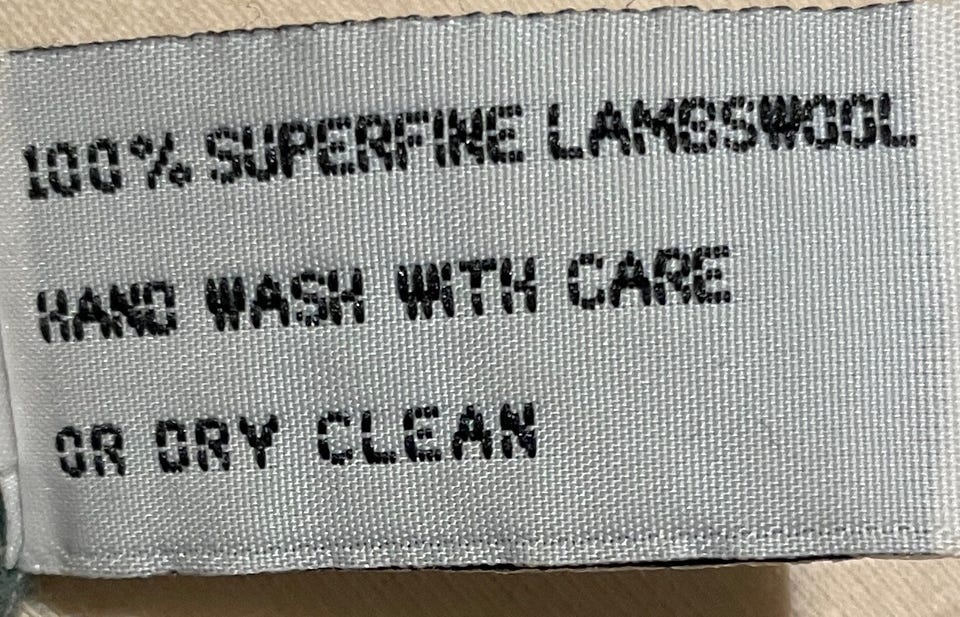 100% SUPERFINE LAMBSWOOL
HAND WASH WITH CARE
OR DRY CLEAN